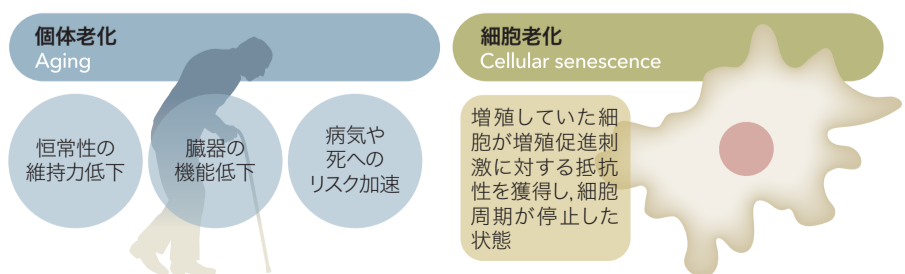 個体老化
Aging
恒常性の
維持力低下
臓器の
機能低下
病気や
死への
リスク加速
細胞老化
Cellular senescence
増殖していた細
胞が増殖促進刺
激に対する抵抗
性を獲得し，細胞
周期が停止した
状態